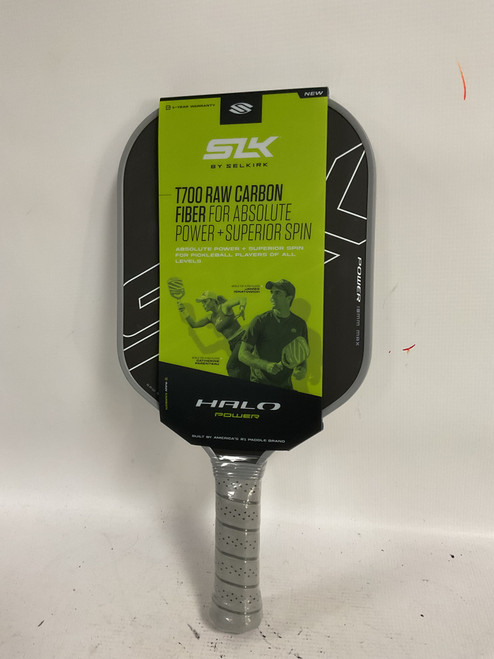 NEW
SLK
BY SELKIRK
T700 RAW CARBON
FIBER FOR ABSOLUTE
POWER + SUPERIOR SPIN
ABSOLUTE POWER + SUPERIOR SPIN
FOR PICKLEBALL PLAYERS OF ALL
LEVELS
POWER
HALO
POWER
BUILT BY AMERICA'S #1 PADDLE BRAND